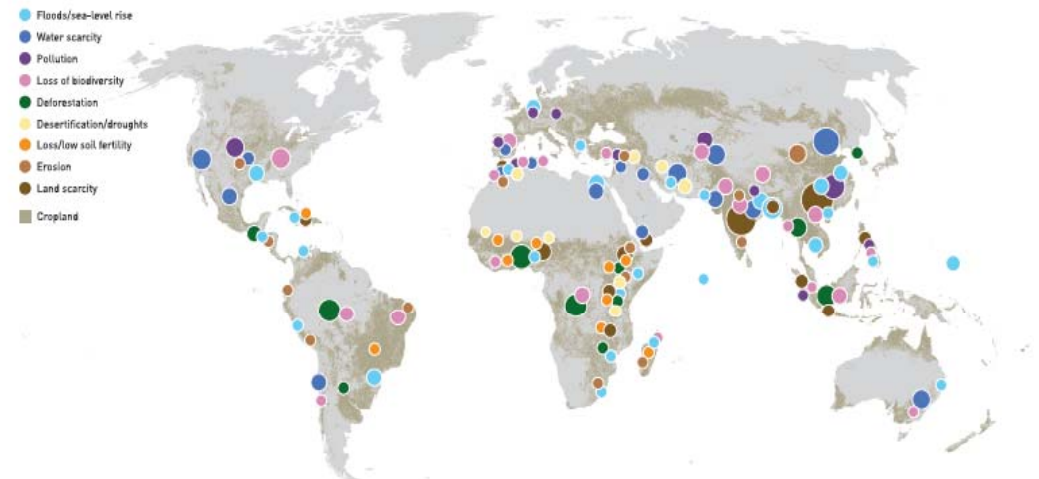 Floods/sea-level rise
Water scarcity
Pollution
Loss of biodiversity
Deforestation
Desertification/droughts
Loss/low soil fertility
Erosion
Land scarcity
Cropland